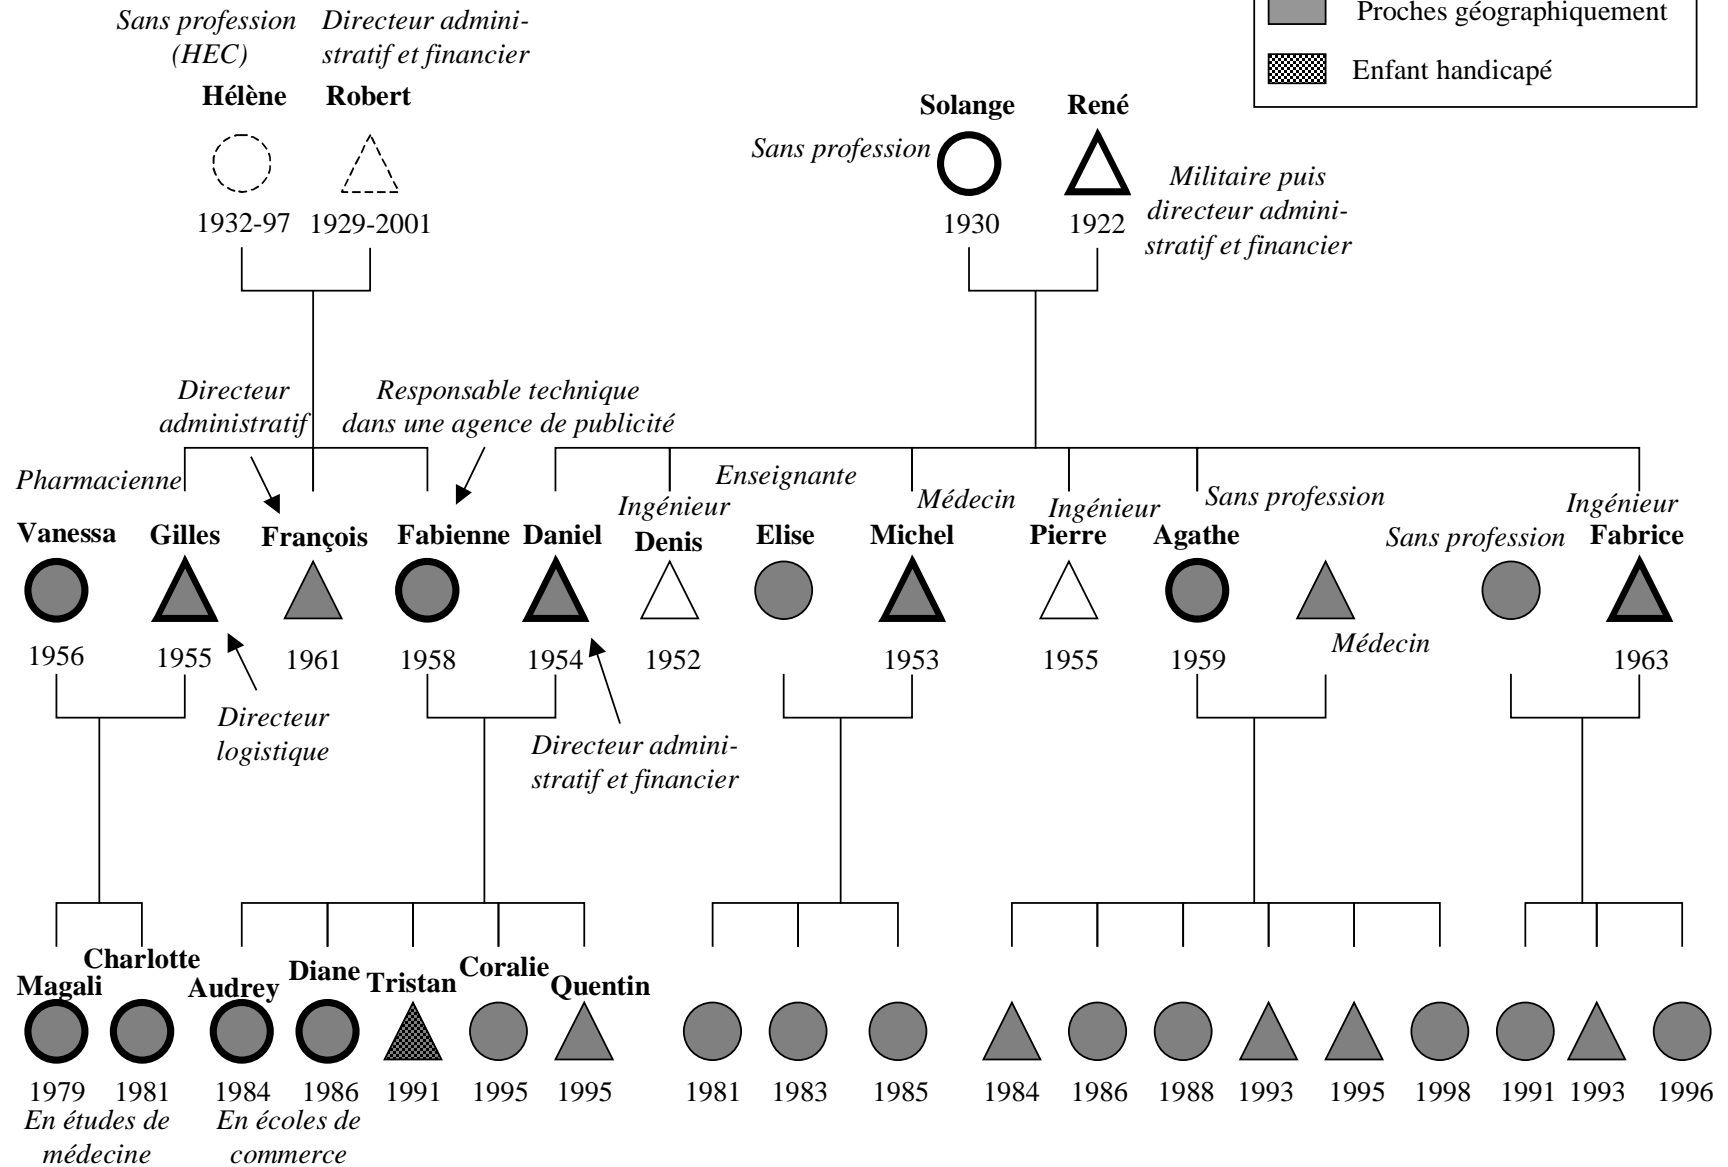 Sans profession
(HEC)
Directeur admini-
stratif et financier
Proches géographiquement
Enfant handicapé
Hélène
Robert
Solange
René
Sans profession
Militaire puis
directeur admini-
stratif et financier
1932-97
1929-2001
1930
1922
Directeur
administratif
Responsable technique
dans une agence de publicité
Pharmacienne
Enseignante
Ingénieur
Médecin
Ingénieur
Sans profession
Ingénieur
Sans profession
Vanessa
Gilles
François
Fabienne
Daniel
Denis
Elise
Michel
Pierre
Agathe
Fabrice
Médecin
1956
1955
1961
1958
1954
1952
1953
1955
1959
1963
Directeur
logistique
Directeur admini-
stratif et financier
Magali
Charlotte
Audrey
Diane
Tristan
Coralie
Quentin
1979
1981
1984
1986
1991
1995
1995
1981
1983
1985
1984
1986
1988
1993
1995
1998
1991
1993
1996
En études de
médecine
En écoles de
commerce